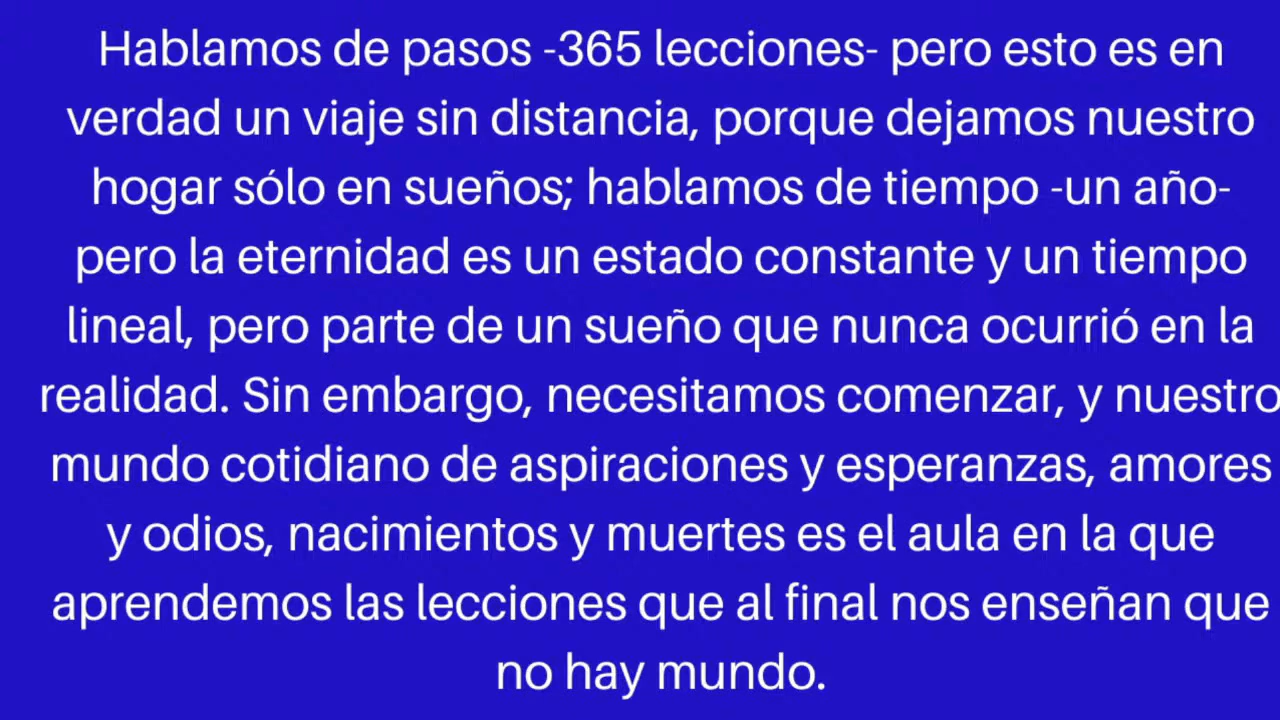 Hablamos de pasos -365 lecciones- pero esto es en
verdad un viaje sin distancia, porque dejamos nuestro
hogar sólo en sueños; hablamos de tiempo -un año-
pero la eternidad es un estado constante y un tiempo
lineal, pero parte de un sueño que nunca ocurrió en la
realidad. Sin embargo, necesitamos comenzar, y nuestro
mundo cotidiano de aspiraciones y esperanzas, amores
y odios, nacimientos y muertes es el aula en la que
aprendemos las lecciones que al final nos enseñan que
no hay mundo.